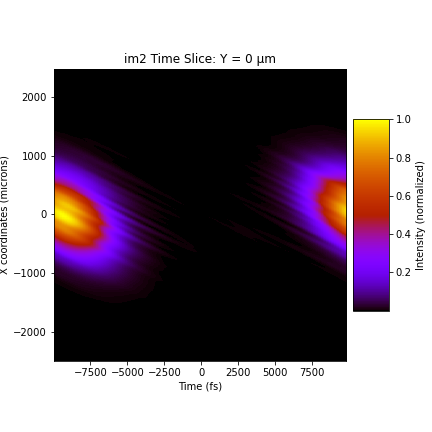 im2 Time Slice: Y = 0 μm
X coordinates (microns)
2000
1000
0
−1000
−2000
−7500 −5000 −2500 0 2500 5000 7500
Time (fs)
1.0
0.8
0.6
0.4
0.2
Intensity (normalized)